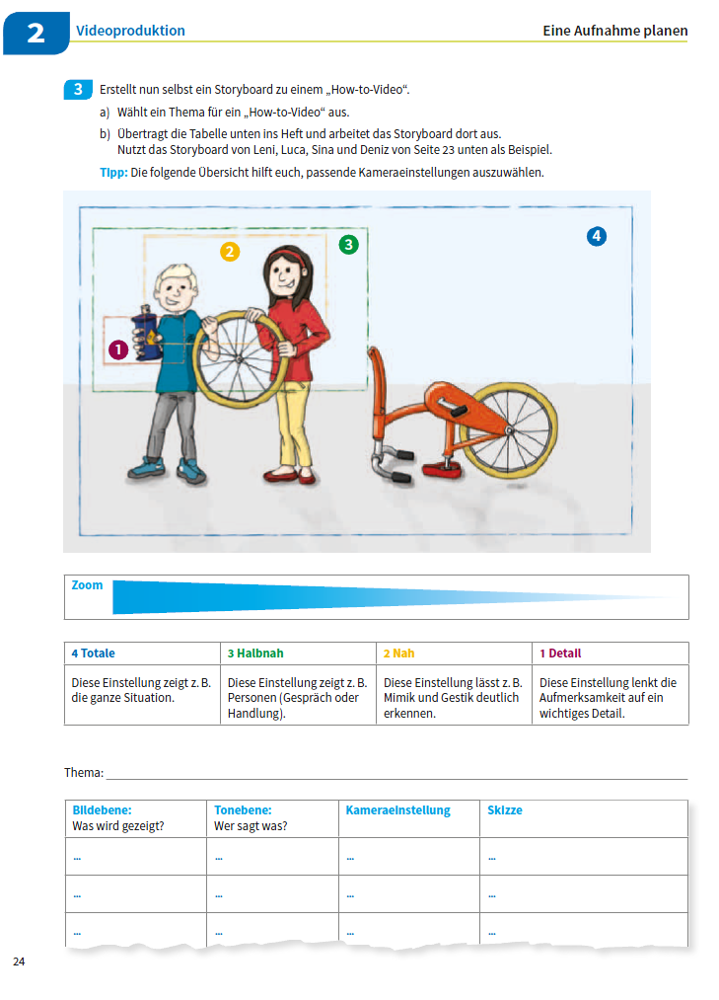 2
Videoproduktion
Eine Aufnahme planen
3 Erstellt nun selbst ein Storyboard zu einem „How-to-Video“.
a) Wählt ein Thema für ein „How-to-Video“ aus.
b) Übertragt die Tabelle unten ins Heft und arbeitet das Storyboard dort aus.
Nutzt das Storyboard von Leni, Luca, Sina und Deniz von Seite 23 unten als Beispiel.
Tipp: Die folgende Übersicht hilft euch, passende Kameraeinstellungen auszuwählen.
4
3
2
1
Zoom
4 Totale
Diese Einstellung zeigt z. B.
die ganze Situation.
3 Halbnah
Diese Einstellung zeigt z. B.
Personen (Gespräch oder
Handlung).
2 Nah
Diese Einstellung lässt z. B.
Mimik und Gestik deutlich
erkennen.
1 Detail
Diese Einstellung lenkt die
Aufmerksamkeit auf ein
wichtiges Detail.
Thema:
Bildebene:
Was wird gezeigt?
Tonebene:
Wer sagt was?
Kameraeinstellung
Skizze
... ... ... ...
... ... ... ...
... ... ... ...
24